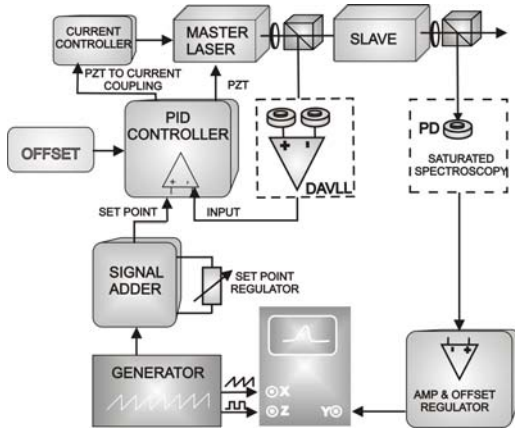 CURRENT
CONTROLLER
MASTER
LASER
SLAVE
PZT TO CURRENT
COUPLING
PZT
PID
CONTROLLER
OFFSET
+ -
+ -
DAVLL
PD
SATURATED
SPECTROSCOPY
SET POINT
INPUT
SIGNAL
ADDER
SET POINT
REGULATOR
GENERATOR
X
Z
Y
+ -
AMP & OFFSET
REGULATOR